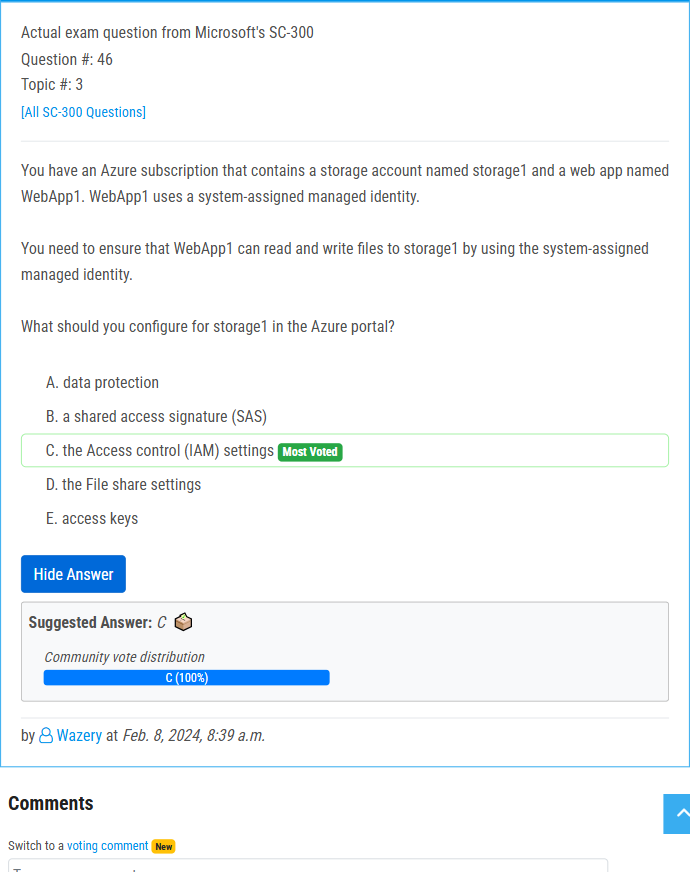 Actual exam question from Microsoft's SC-300
Question #: 46
Topic #: 3
[All SC-300 Questions]
You have an Azure subscription that contains a storage account named storage1 and a web app named
WebApp1. WebApp1 uses a system-assigned managed identity.
You need to ensure that WebApp1 can read and write files to storage1 by using the system-assigned
managed identity.
What should you configure for storage1 in the Azure portal?
A. data protection
B. a shared access signature (SAS)
C. the Access control (IAM) settings Most Voted
D. the File share settings
E. access keys
Hide Answer
Suggested Answer: C
Community vote distribution
C (100%)
by Wazery at Feb. 8, 2024, 8:39 a.m.
Comments
Switch to a voting comment New